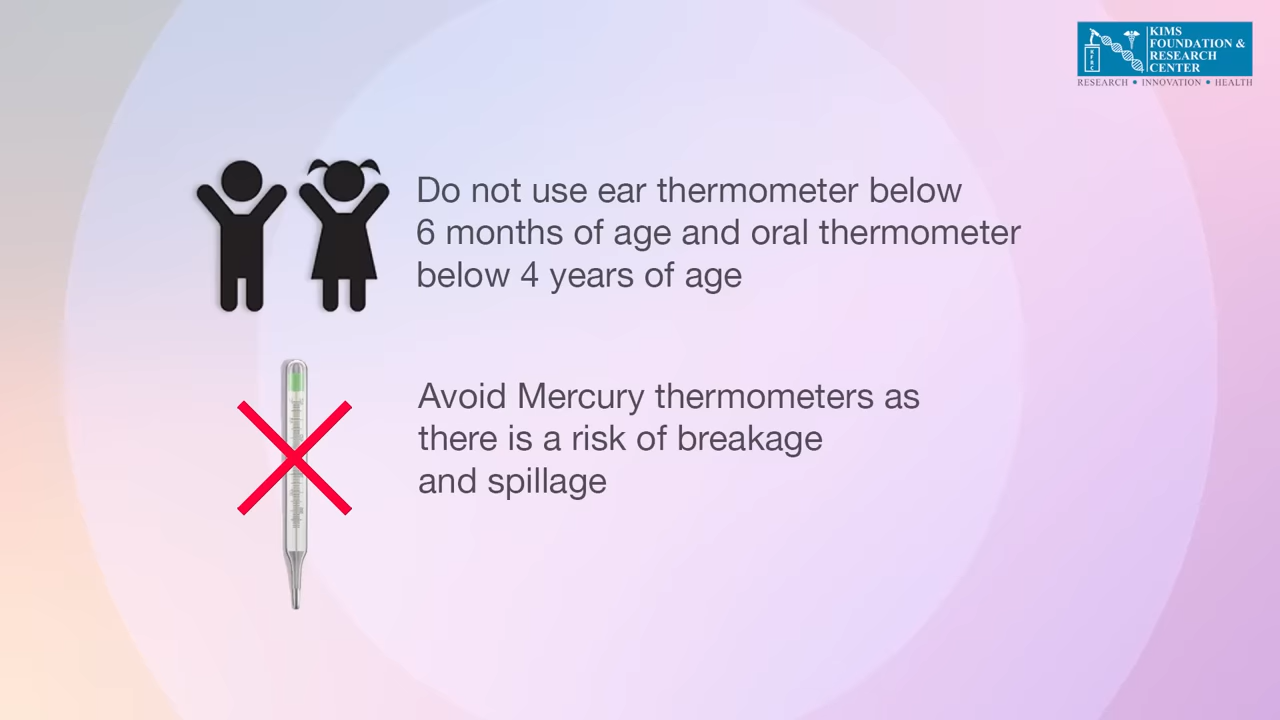 KIMS
FOUNDATION &
RESEARCH
CENTER
RESEARCH • INNOVATION • HEALTH
Do not use ear thermometer below
6 months of age and oral thermometer
below 4 years of age
Avoid Mercury thermometers as
there is a risk of breakage
and spillage